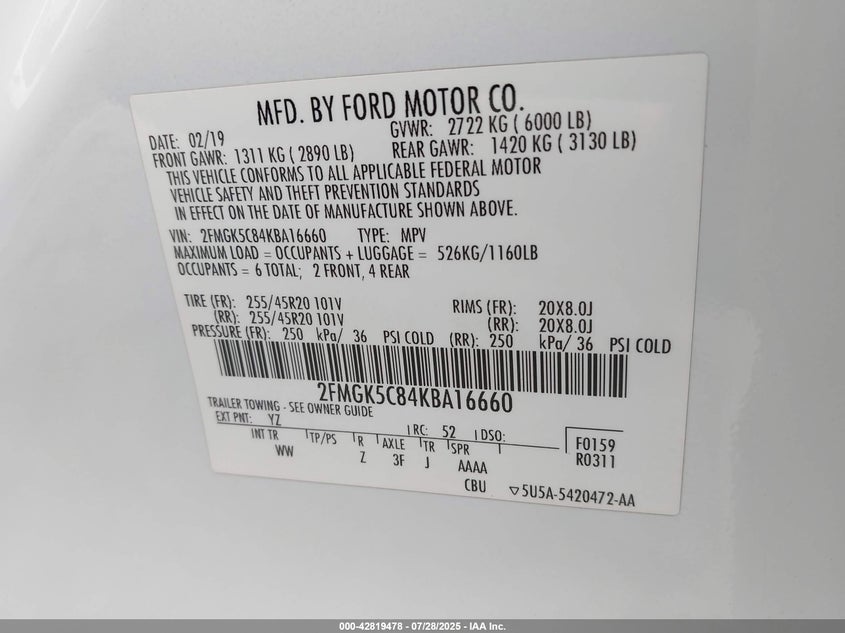 MFD. BY FORD MOTOR CO.
DATE: 02/19 GVWR: 2722 KG ( 6000 LB)
FRONT GAWR: 1311 KG ( 2890 LB) REAR GAWR: 1420 KG ( 3130 LB)
THIS VEHICLE CONFORMS TO ALL APPLICABLE FEDERAL MOTOR
VEHICLE SAFETY AND THEFT PREVENTION STANDARDS
IN EFFECT ON THE DATE OF MANUFACTURE SHOWN ABOVE.
VIN: 2FMGK5C84KBA16660 TYPE: MPV
MAXIMUM LOAD = OCCUPANTS + LUGGAGE = 526KG/1160LB
OCCUPANTS = 6 TOTAL; 2 FRONT, 4 REAR
TIRE (FR): 255/45R20 101V RIMS (FR): 20X8.0J
(RR): 255/45R20 101V (RR): 20X8.0J
PRESSURE (FR): 250 kPa/ 36 PSI COLD (RR): 250 kPa/ 36 PSI COLD
2FMGK5C84KBA16660
TRAILER TOWING - SEE OWNER GUIDE
EXT PNT: YZ RC: 52 DSO: F0159
INT TR TP/PS R AXLE TR SPR R0311
WW Z 3F J AAAA
CBU ▽5U5A-5420472-AA
000-42819478 - 07/28/2025 - IAA Inc.